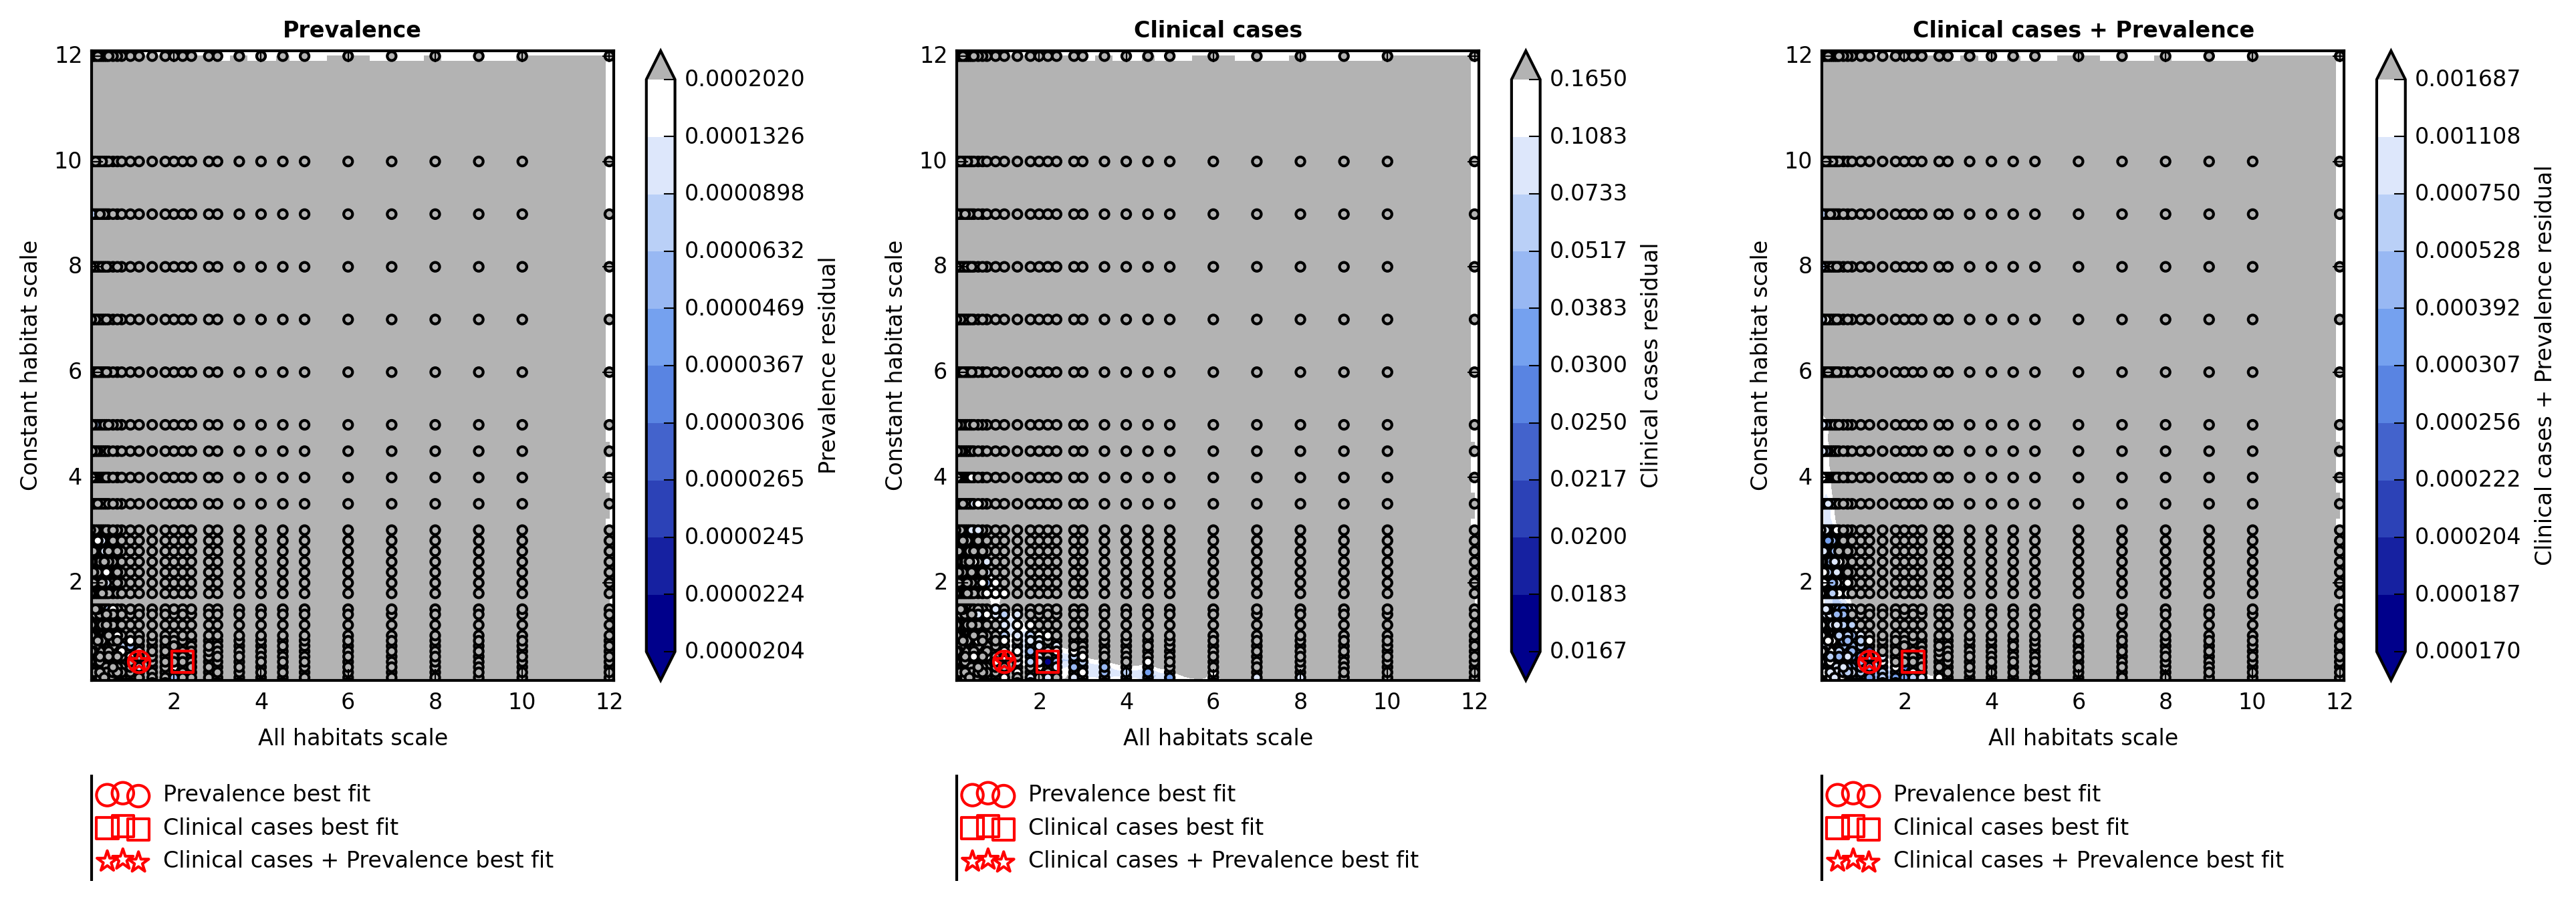 Prevalence
12
10
8
6
4
2
Constant habitat scale
2 4 6 8 10 12
All habitats scale
0.0002020
0.0001326
0.0000898
0.0000632
0.0000469
0.0000367
0.0000306
0.0000265
0.0000245
0.0000224
0.0000204
Prevalence residual
Prevalence best fit
Clinical cases best fit
Clinical cases + Prevalence best fit
Clinical cases
12
10
8
6
4
2
Constant habitat scale
2 4 6 8 10 12
All habitats scale
0.1650
0.1083
0.0733
0.0517
0.0383
0.0300
0.0250
0.0217
0.0200
0.0183
0.0167
Clinical cases residual
Prevalence best fit
Clinical cases best fit
Clinical cases + Prevalence best fit
Clinical cases + Prevalence
12
10
8
6
4
2
Constant habitat scale
2 4 6 8 10 12
All habitats scale
0.001687
0.001108
0.000750
0.000528
0.000392
0.000307
0.000256
0.000222
0.000204
0.000187
0.000170
Clinical cases + Prevalence residual
Prevalence best fit
Clinical cases best fit
Clinical cases + Prevalence best fit